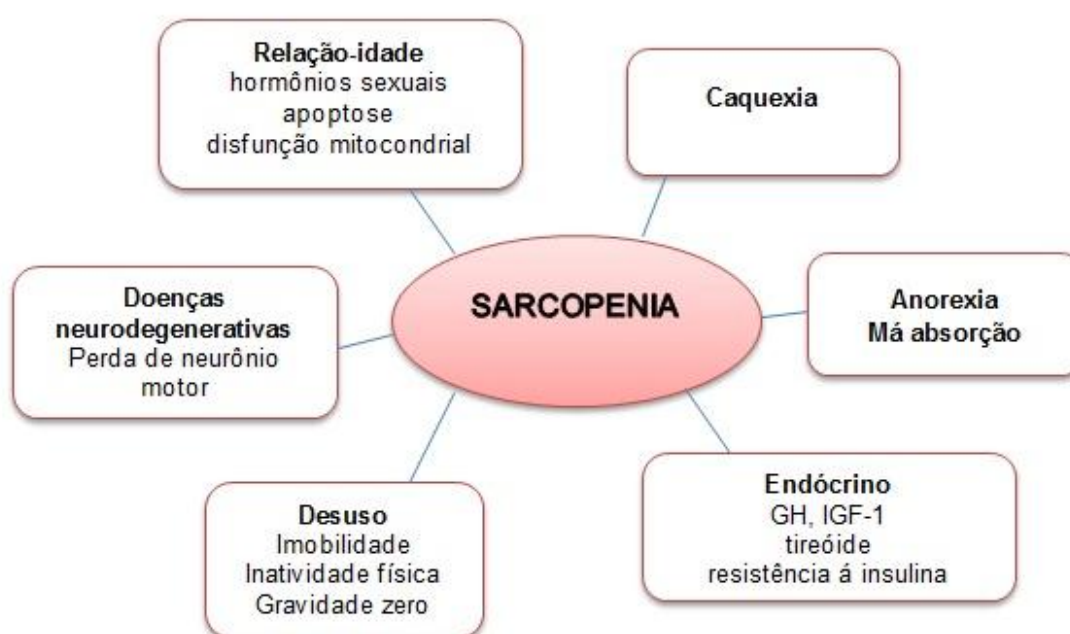 Relação-idade
hormônios sexuais
apoptose
disfunção mitocondrial
Caquexia
SARCOPENIA
Doenças
neurodegenerativas
Perda de neurônio
motor
Anorexia
Má absorção
Desuso
Imobilidade
Inatividade física
Gravidade zero
Endócrino
GH, IGF-1
tireóide
resistência á insulina